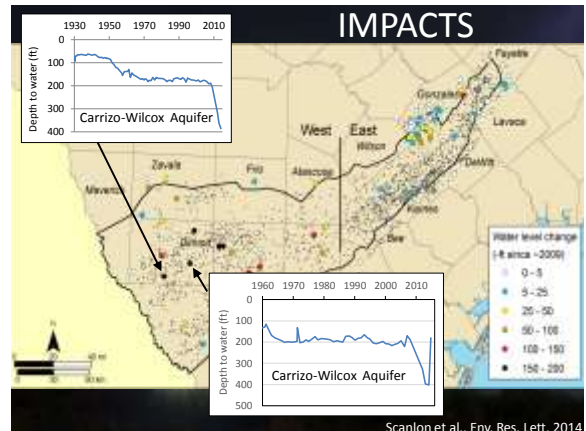 IMPACTS
1930 1950 1970 1990 2010
0
100
200
300
400
Depth to water (ft)
Carrizo-Wilcox Aquifer
Fayette
Gonzales
Lavaca
West East
Wilson
DeWitt
Zavala
Frio
Atascosa
Maverick
Karnes
Bee
Dimmit
Water level change
(-ft since ~2009)
0 - 5
5 - 25
25 - 50
50 - 100
100 - 150
150 - 200
1960 1970 1980 1990 2000 2010
0
100
200
300
400
500
Depth to water (ft)
Carrizo-Wilcox Aquifer
N
Scanlon et al., Env. Res. Lett. 2014